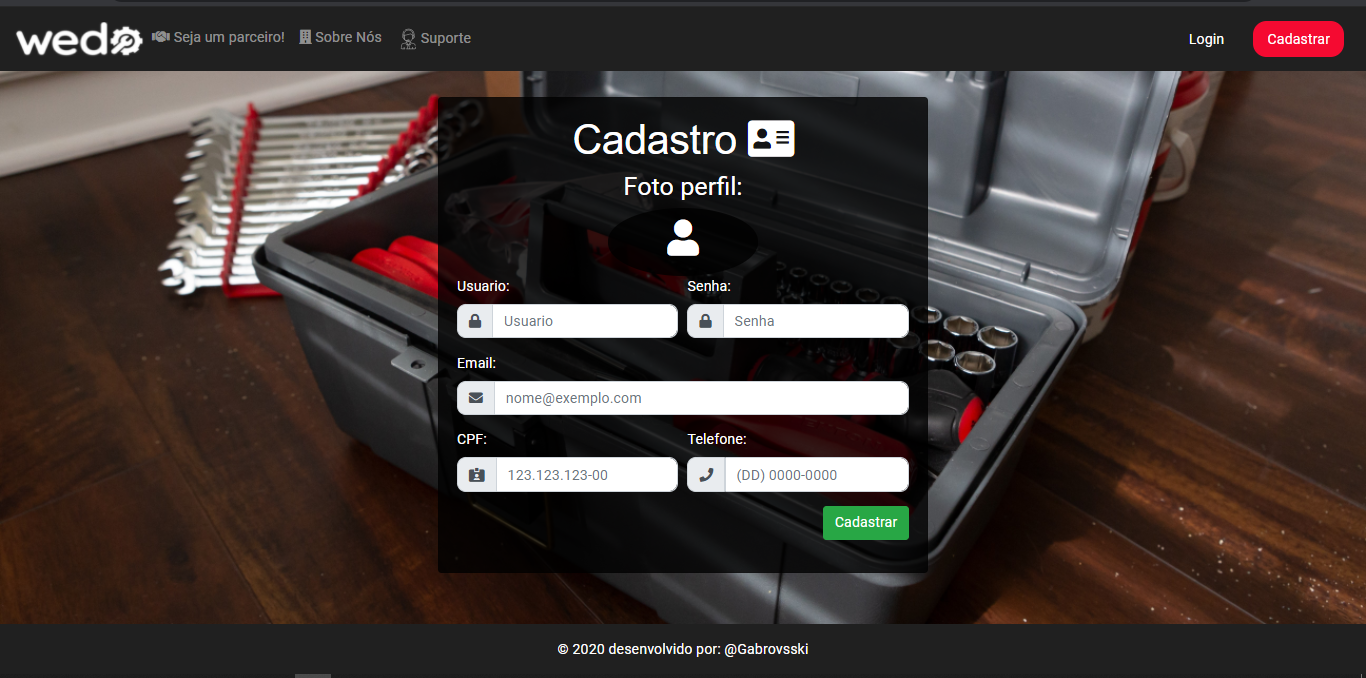 wedo Seja um parceiro! Sobre Nós Suporte Login Cadastrar
Cadastro
Foto perfil:
Usuario: Senha:
Usuario Senha
Email:
nome@exemplo.com
CPF: Telefone:
123.123.123-00 (DD) 0000-0000
Cadastrar
© 2020 desenvolvido por: @Gabrovsski